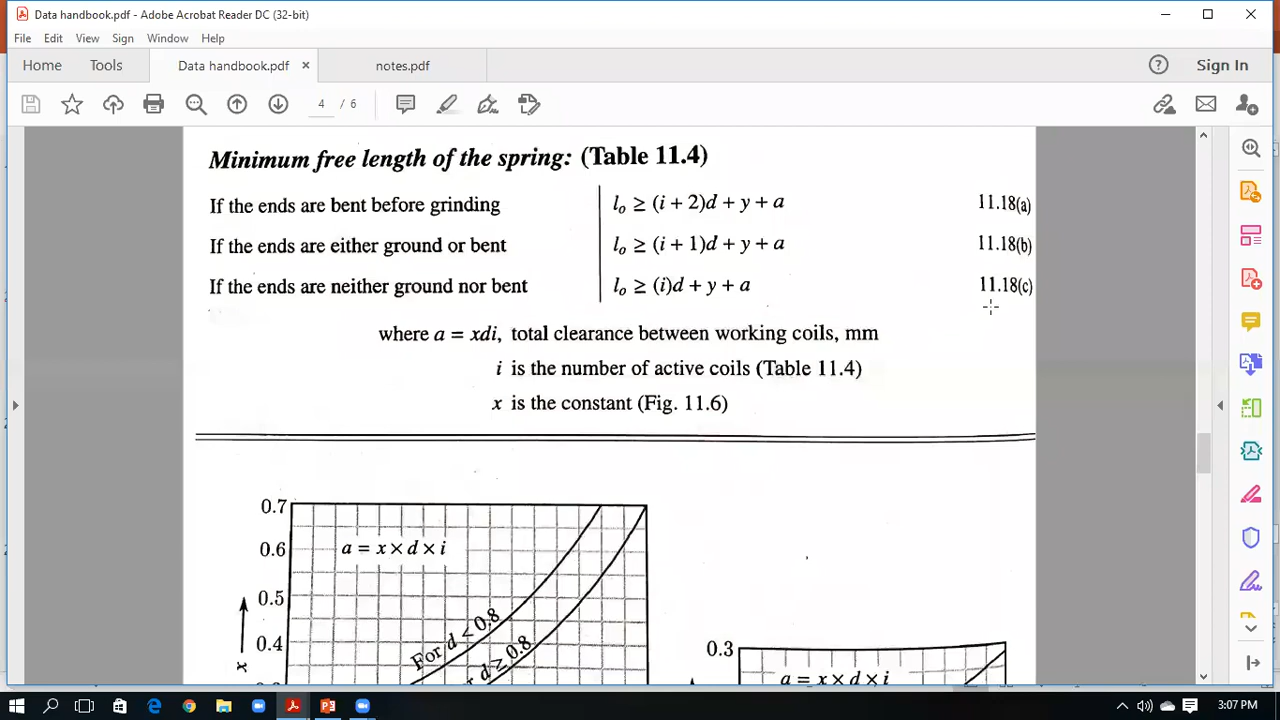 Data handbook.pdf - Adobe Acrobat Reader DC (32-bit)
File Edit View Sign Window Help
Home Tools Data handbook.pdf × notes.pdf Sign In
4 / 6
Minimum free length of the spring: (Table 11.4)
If the ends are bent before grinding lₒ ≥ (i + 2)d + y + a 11.18(a)
If the ends are either ground or bent lₒ ≥ (i + 1)d + y + a 11.18(b)
If the ends are neither ground nor bent lₒ ≥ (i)d + y + a 11.18(c)
where a = xdi, total clearance between working coils, mm
i is the number of active coils (Table 11.4)
x is the constant (Fig. 11.6)
0.7
a = x × d × i
0.6
0.5
For d < 0.8
0.4
d ≥ 0.8
x
0.3
a = x × d × i
3:07 PM